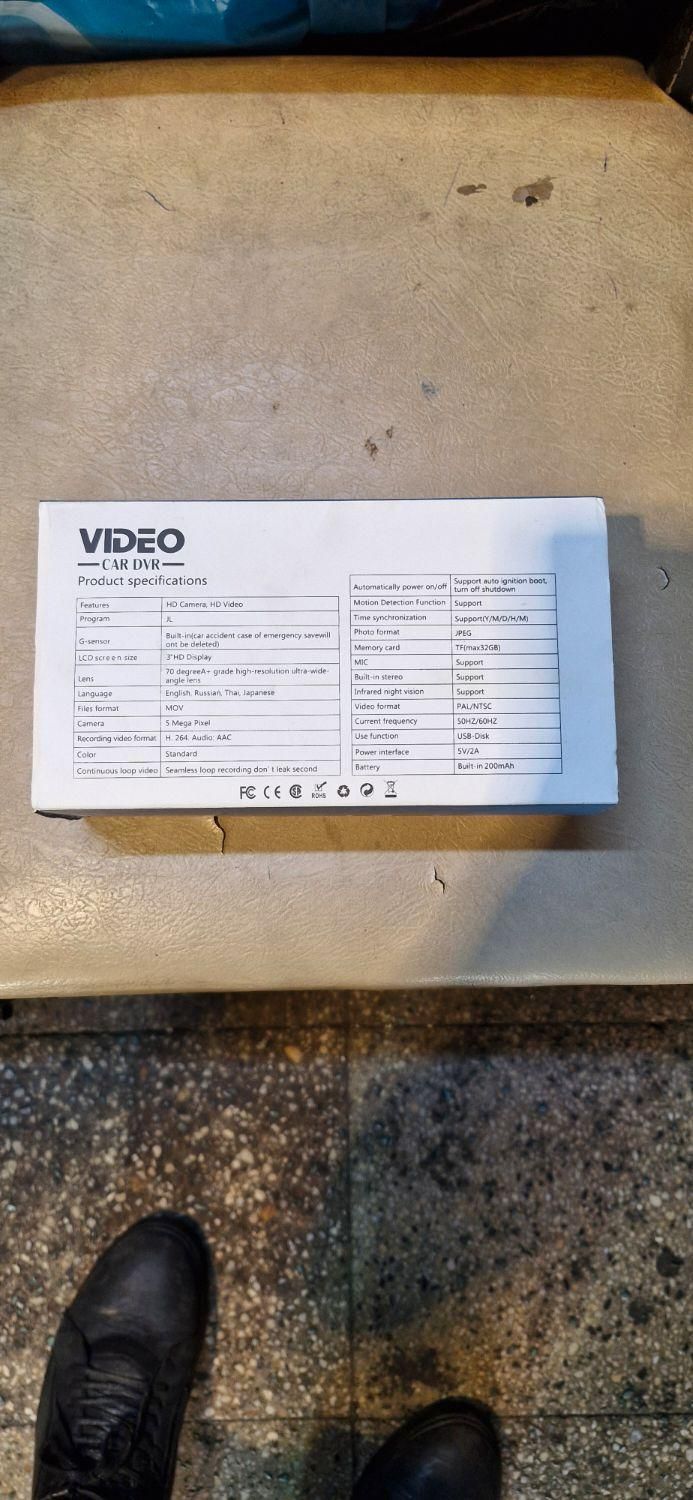 VIDEO
CAR DVR
Product specifications
Features HD Camera, HD Video
Program JL
G-sensor Built-in(car accident case of emergency savewill
ont be deleted)
LCD screen size 3"HD Display
Lens 70 degreeA+ grade high-resolution ultra-wide-
angle lens
Language English, Russian, Thai, Japanese
Files format MOV
Camera 5 Mega Pixel
Recording video format H. 264. Audio: AAC
Color Standard
Continuous loop video Seamless loop recording don't leak second
Automatically power on/off Support auto ignition boot,
turn off shutdown
Motion Detection Function Support
Time synchronization Support(Y/M/D/H/M)
Photo format JPEG
Memory card TF(max32GB)
MIC Support
Built-in stereo Support
Infrared night vision Support
Video format PAL/NTSC
Current frequency 50HZ/60HZ
Use function USB-Disk
Power interface 5V/2A
Battery Built-in 200mAh
FC CE ROHS